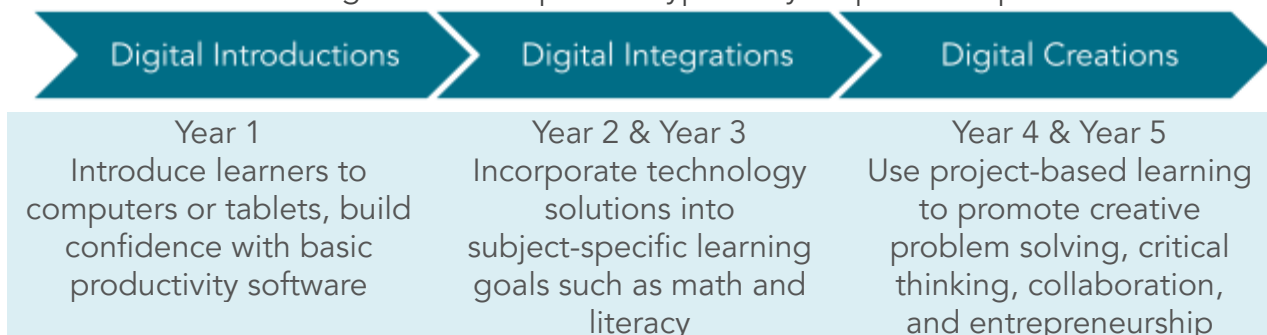 Digital Introductions
Digital Integrations
Digital Creations
Year 1
Introduce learners to
computers or tablets, build
confidence with basic
productivity software
Year 2 & Year 3
Incorporate technology
solutions into
subject-specific learning
goals such as math and
literacy
Year 4 & Year 5
Use project-based learning
to promote creative
problem solving, critical
thinking, collaboration,
and entrepreneurship